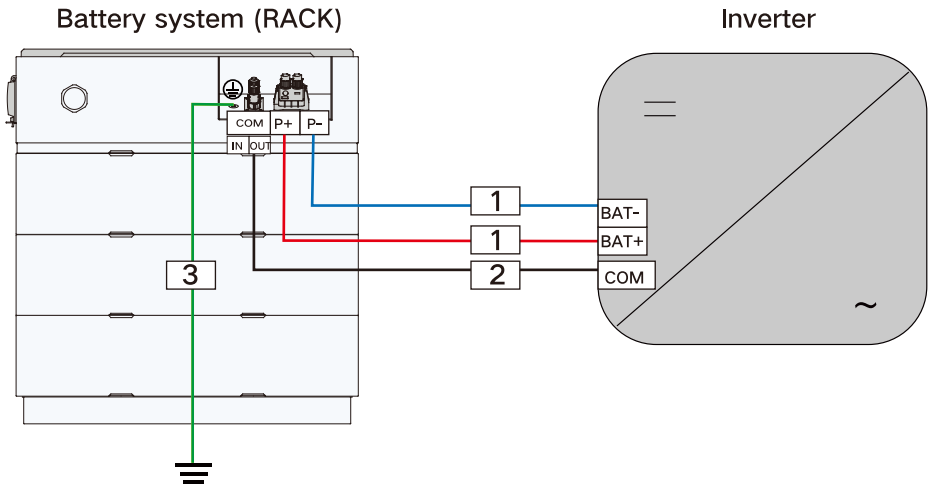 Battery system (RACK)
Inverter
COM P+ P-
IN OUT
1
BAT-
1
BAT+
3
2
COM
~